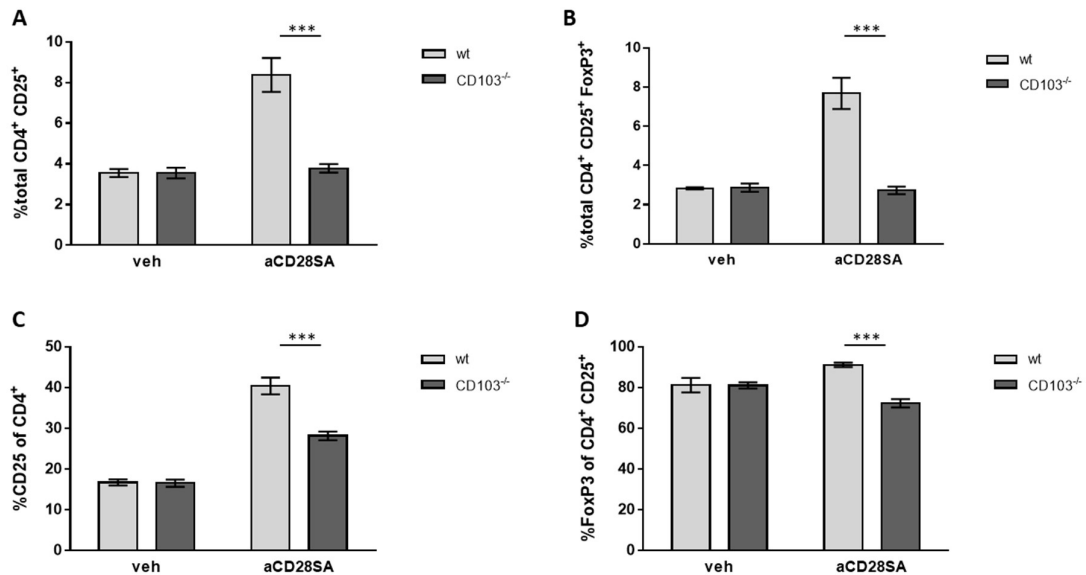 A
***
10
8
6
4
2
0
%total CD4⁺ CD25⁺
veh
aCD28SA
wt
CD103⁻/⁻
B
***
10
8
6
4
2
0
%total CD4⁺ CD25⁺ FoxP3⁺
veh
aCD28SA
wt
CD103⁻/⁻
C
***
50
40
30
20
10
0
%CD25 of CD4⁺
veh
aCD28SA
wt
CD103⁻/⁻
D
***
100
80
60
40
20
0
%FoxP3 of CD4⁺ CD25⁺
veh
aCD28SA
wt
CD103⁻/⁻